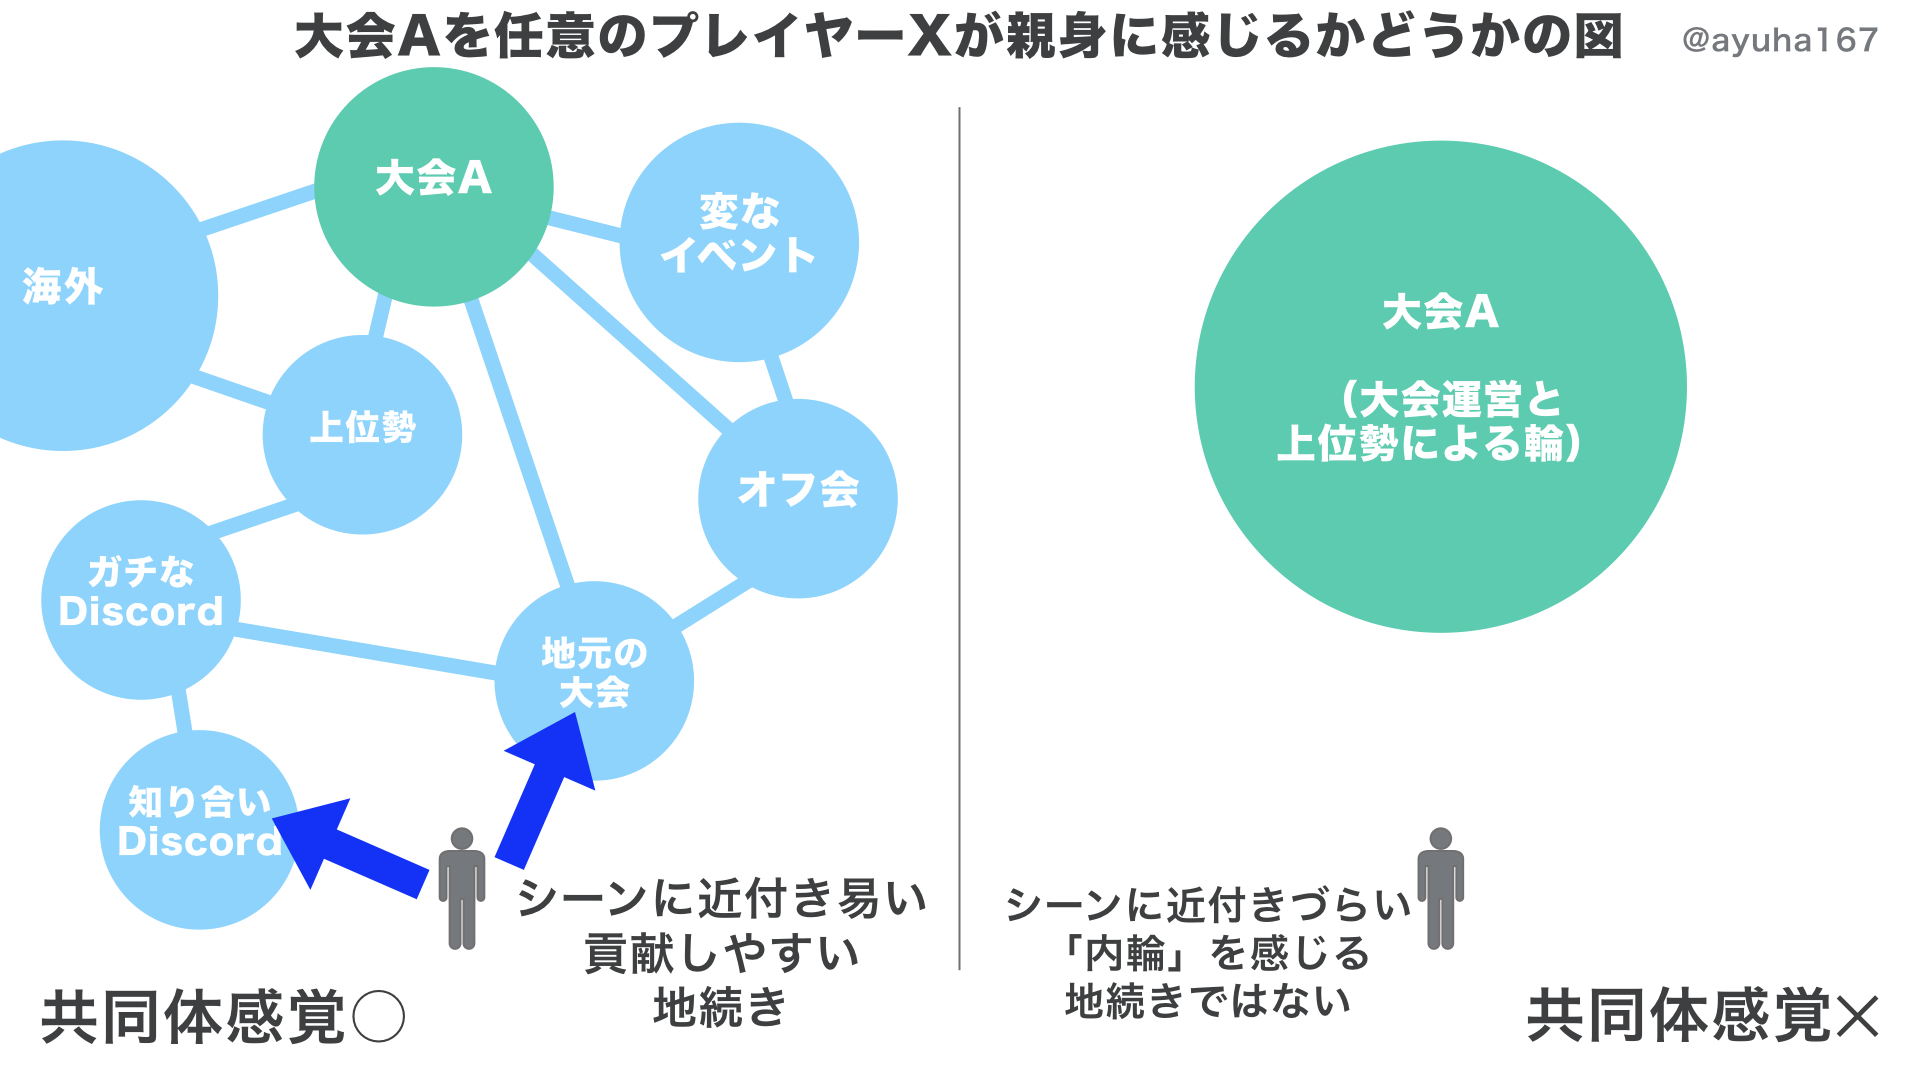 大会Aを任意のプレイヤーXが親身に感じるかどうかの図
@ayuha167
大会A
変な
イベント
海外
上位勢
オフ会
ガチな
Discord
地元の
大会
知り合い
Discord
シーンに近付き易い
貢献しやすい
地続き
共同体感覚○
大会A
（大会運営と
上位勢による輪）
シーンに近付きづらい
「内輪」を感じる
地続きではない
共同体感覚×